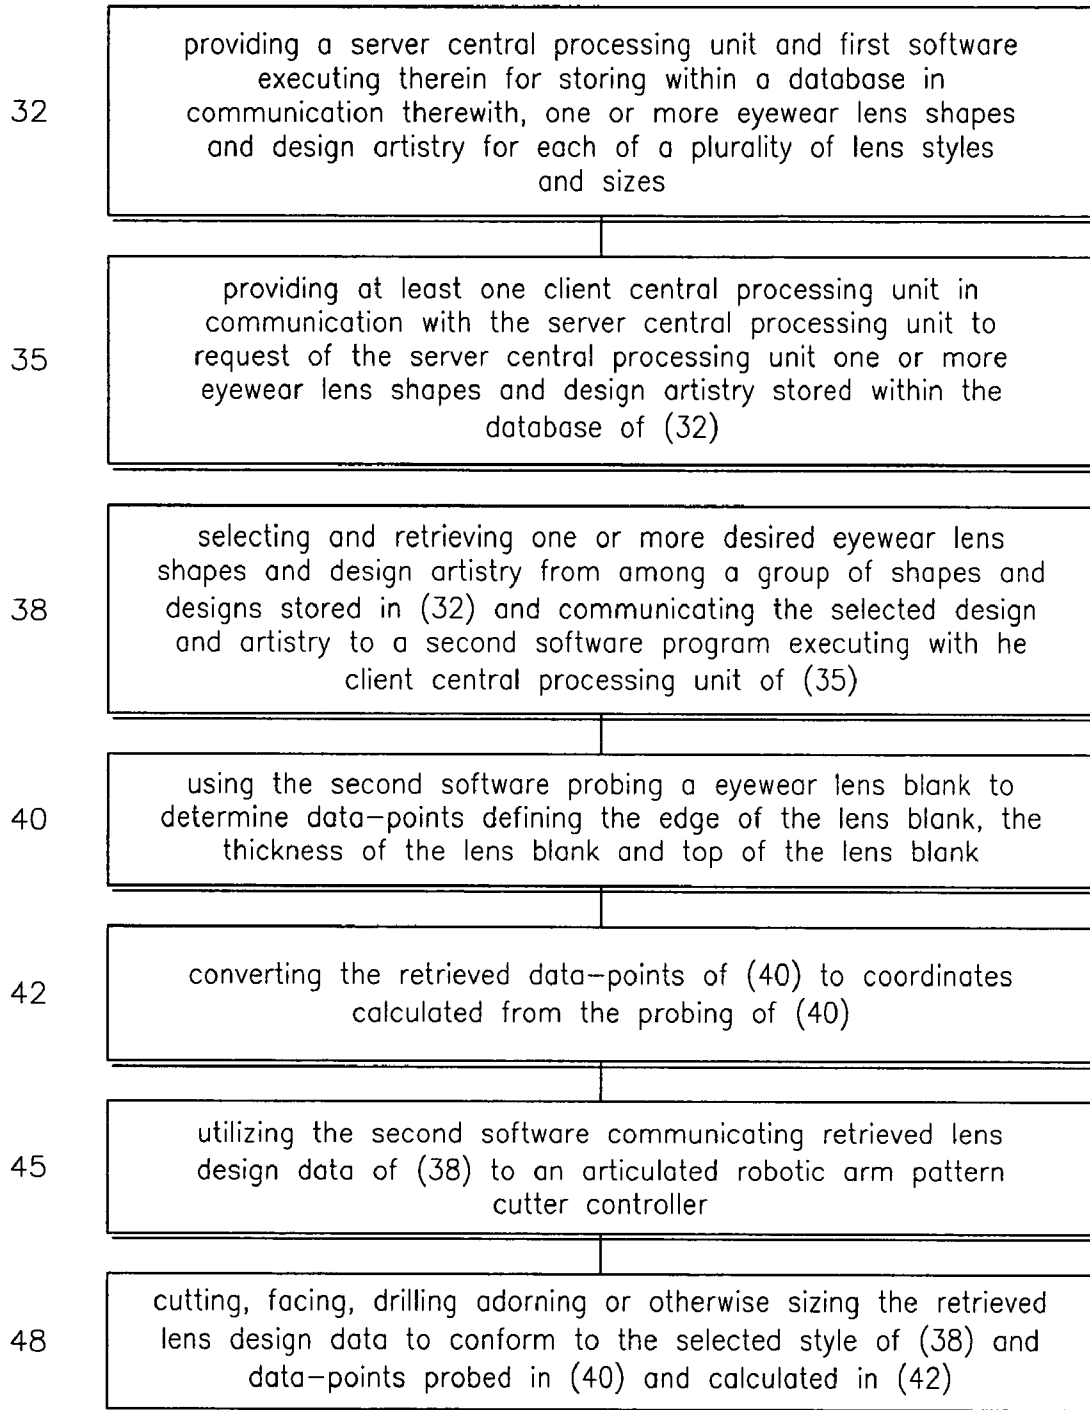 32
providing a server central processing unit and first software
executing therein for storing within a database in
communication therewith, one or more eyewear lens shapes
and design artistry for each of a plurality of lens styles
and sizes
35
providing at least one client central processing unit in
communication with the server central processing unit to
request of the server central processing unit one or more
eyewear lens shapes and design artistry stored within the
database of (32)
38
selecting and retrieving one or more desired eyewear lens
shapes and design artistry from among a group of shapes and
designs stored in (32) and communicating the selected design
and artistry to a second software program executing with he
client central processing unit of (35)
40
using the second software probing a eyewear lens blank to
determine data-points defining the edge of the lens blank, the
thickness of the lens blank and top of the lens blank
42
converting the retrieved data-points of (40) to coordinates
calculated from the probing of (40)
45
utilizing the second software communicating retrieved lens
design data of (38) to an articulated robotic arm pattern
cutter controller
48
cutting, facing, drilling adorning or otherwise sizing the retrieved
lens design data to conform to the selected style of (38) and
data-points probed in (40) and calculated in (42)